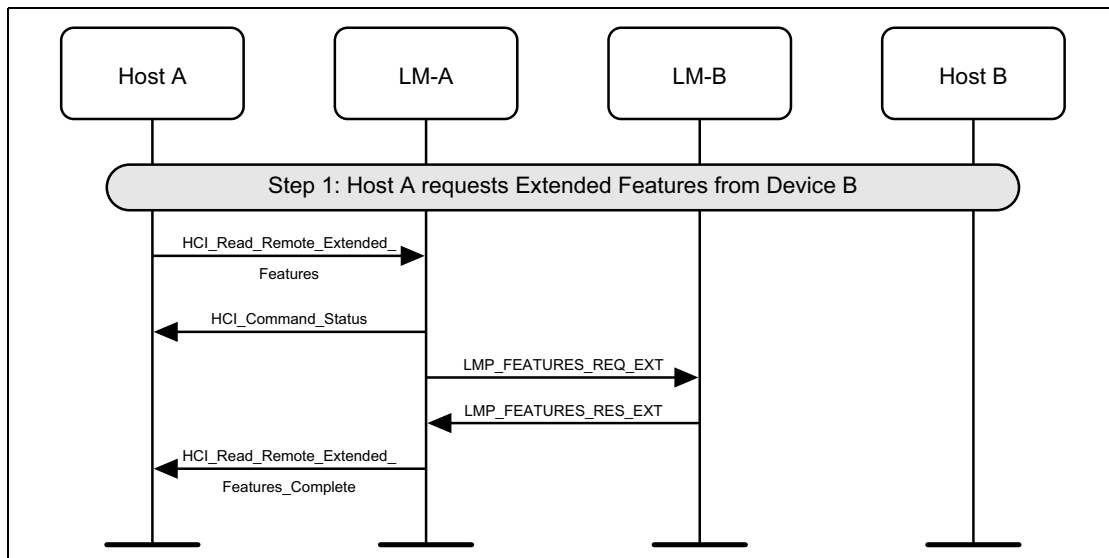 Host A
LM-A
LM-B
Host B
Step 1: Host A requests Extended Features from Device B
HCI_Read_Remote_Extended_
Features
HCI_Command_Status
LMP_FEATURES_REQ_EXT
LMP_FEATURES_RES_EXT
HCI_Read_Remote_Extended_
Features_Complete